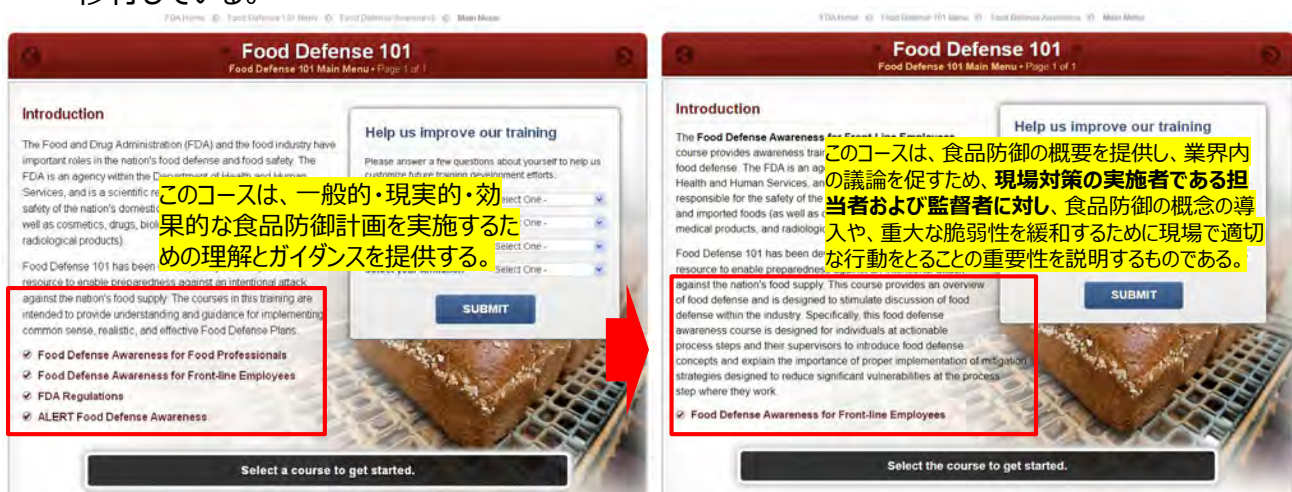 移行している。
FDA Home Food Defense 101 Menu Food Defense Awareness Main Menu
Food Defense 101
Food Defense 101 Main Menu • Page 1 of 1
Introduction
The Food and Drug Administration (FDA) and the food industry have
important roles in the nation's food defense and food safety. The
FDA is an agency within the Department of Health and Human
Services, and is a scientific
safety of the nation's
well as cosmetics, drugs,
radiological products).
Food Defense 101 has been
resource to enable preparedness against an intentional attack
against the nation's food supply. The courses in this training are
intended to provide understanding and guidance for implementing
common sense, realistic, and effective Food Defense Plans.
Food Defense Awareness for Food Professionals
Food Defense Awareness for Front-line Employees
FDA Regulations
ALERT Food Defense Awareness
Help us improve our training
Please answer a few questions about yourself to help us
customize future training development efforts.
Select One -
One -
Select One -
Select One -
SUBMIT
このコースは、一般的・現実的・効
果的な食品防御計画を実施するた
めの理解とガイダンスを提供する。
Select a course to get started.
FDA Home Food Defense 101 Menu Food Defense Awareness Main Menu
Food Defense 101
Food Defense 101 Main Menu • Page 1 of 1
Introduction
The Food Defense Awareness for Front-Line Employees
course provides awareness
food defense. The FDA is an
Health and Human Services,
responsible for the safety of the
and imported foods (as well as
medical products, and
Food Defense 101 has been
resource to enable preparedness
against the nation's food supply. This course provides an overview
of food defense and is designed to stimulate discussion of food
defense within the industry. Specifically, this food defense
awareness course is designed for individuals at actionable
process steps and their supervisors to introduce food defense
concepts and explain the importance of proper implementation of mitigation
strategies designed to reduce significant vulnerabilities at the process
step where they work.
Food Defense Awareness for Front-line Employees
Help us improve our training
このコースは、食品防御の概要を提供し、業界内
の議論を促すため、現場対策の実施者である担
当者および監督者に対し、食品防御の概念の導
入や、重大な脆弱性を緩和するために現場で適切
な行動をとることの重要性を説明するものである。
SUBMIT
Select the course to get started.